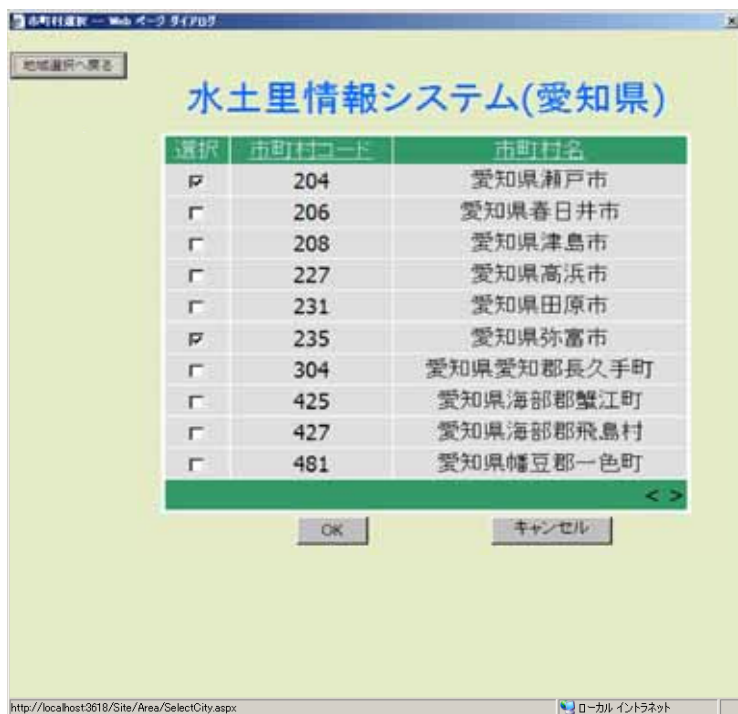 市町村選択 -- Web ページ ダイアログ
地域選択へ戻る
水土里情報システム(愛知県)
選択 市町村コード 市町村名
204 愛知県瀬戸市
206 愛知県春日井市
208 愛知県津島市
227 愛知県高浜市
231 愛知県田原市
235 愛知県弥富市
304 愛知県愛知郡長久手町
425 愛知県海部郡蟹江町
427 愛知県海部郡飛島村
481 愛知県幡豆郡一色町
< >
OK キャンセル
http://localhost:3618/Site/Area/SelectCity.aspx ローカル イントラネット